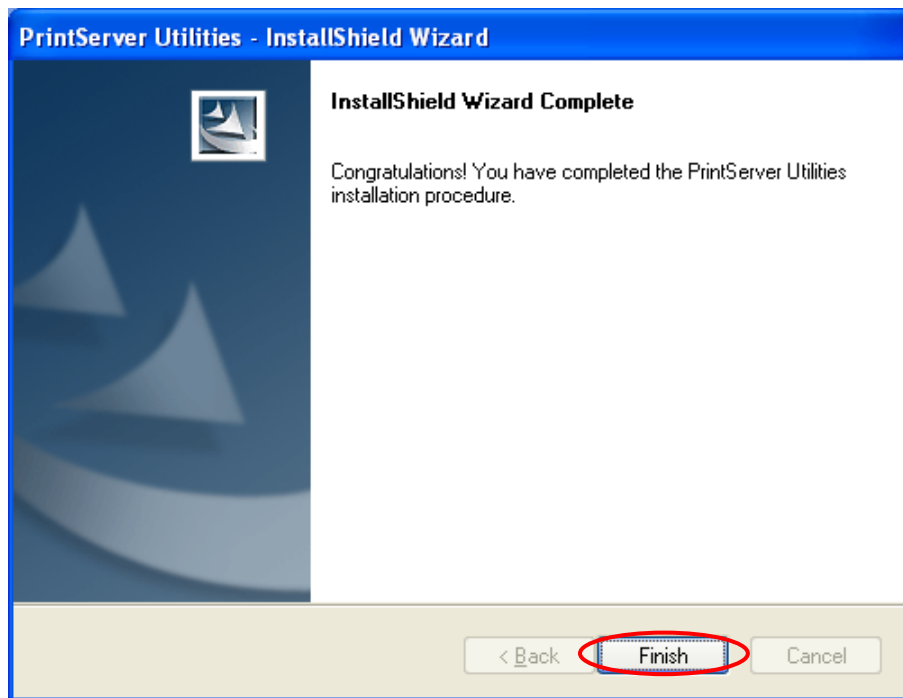 PrintServer Utilities - InstallShield Wizard
InstallShield Wizard Complete
Congratulations! You have completed the PrintServer Utilities
installation procedure.
< Back Finish Cancel